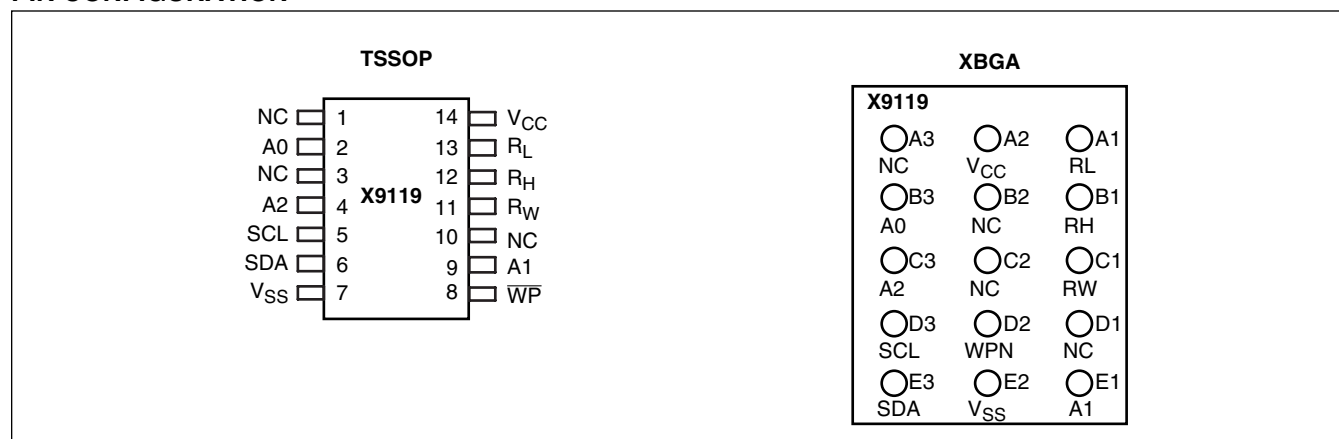 TSSOP
NC 1 14 VCC
A0 2 13 RL
NC 3 12 RH
A2 4 X9119 11 RW
SCL 5 10 NC
SDA 6 9 A1
VSS 7 8 W̅P̅
XBGA
X9119
A3 A2 A1
NC VCC RL
B3 B2 B1
A0 NC RH
C3 C2 C1
A2 NC RW
D3 D2 D1
SCL WPN NC
E3 E2 E1
SDA VSS A1